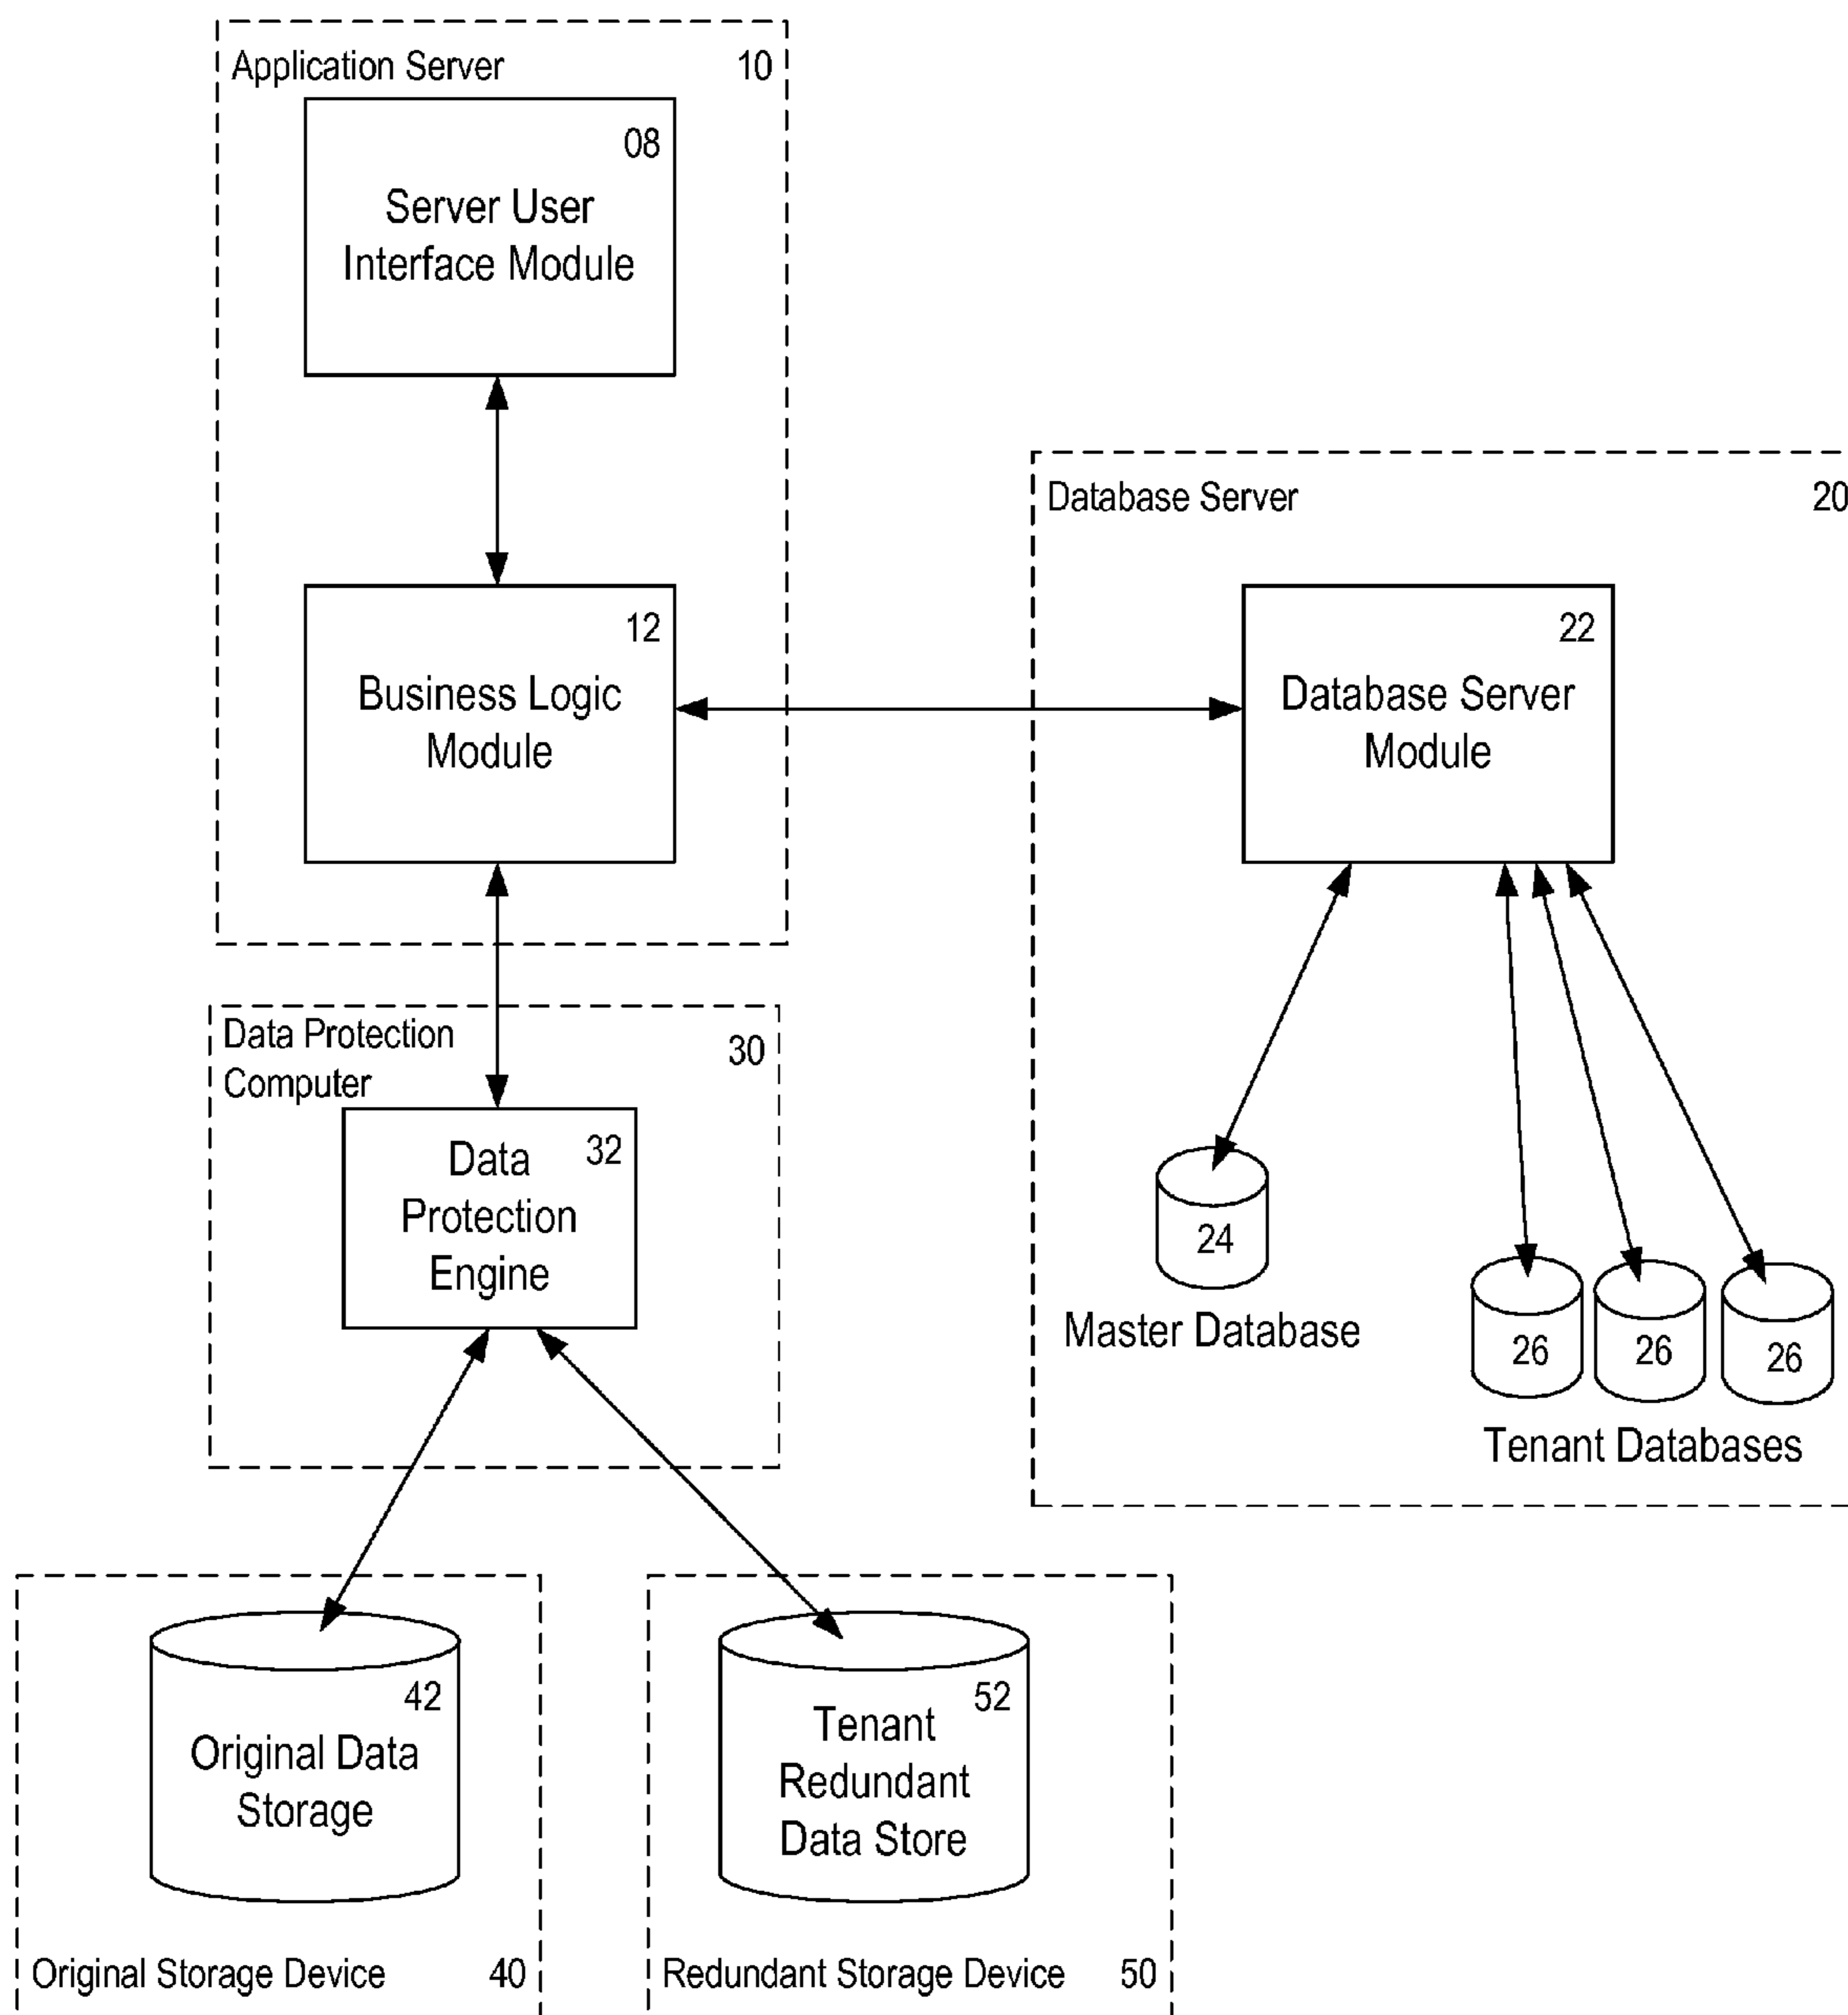 Application Server 10
08
Server User
Interface Module
12
Business Logic
Module
Database Server 20
22
Database Server
Module
24
Master Database
26 26 26
Tenant Databases
Data Protection
Computer
30
32
Data
Protection
Engine
42
Original Data
Storage
Original Storage Device 40
52
Tenant
Redundant
Data Store
Redundant Storage Device 50